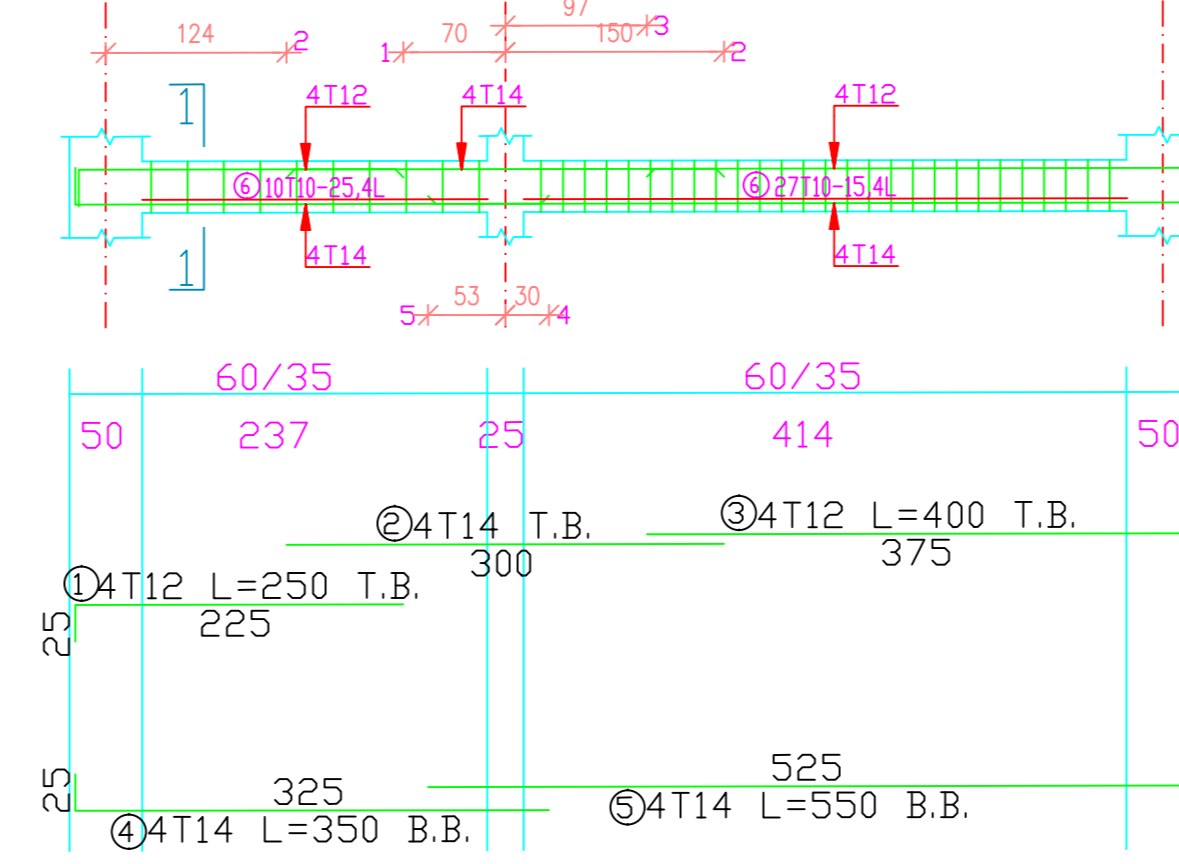 97
3
124
2
70
1
150
2
1
4T12
4T14
4T12
⑥10T10-25,4L
⑥27T10-15,4L
1
4T14
4T14
5
53
30
4
60/35
60/35
50
237
25
414
50
②4T14 T.B.
300
③4T12 L=400 T.B.
375
①4T12 L=250 T.B.
225
25
525
325
25
⑤4T14 L=550 B.B.
④4T14 L=350 B.B.